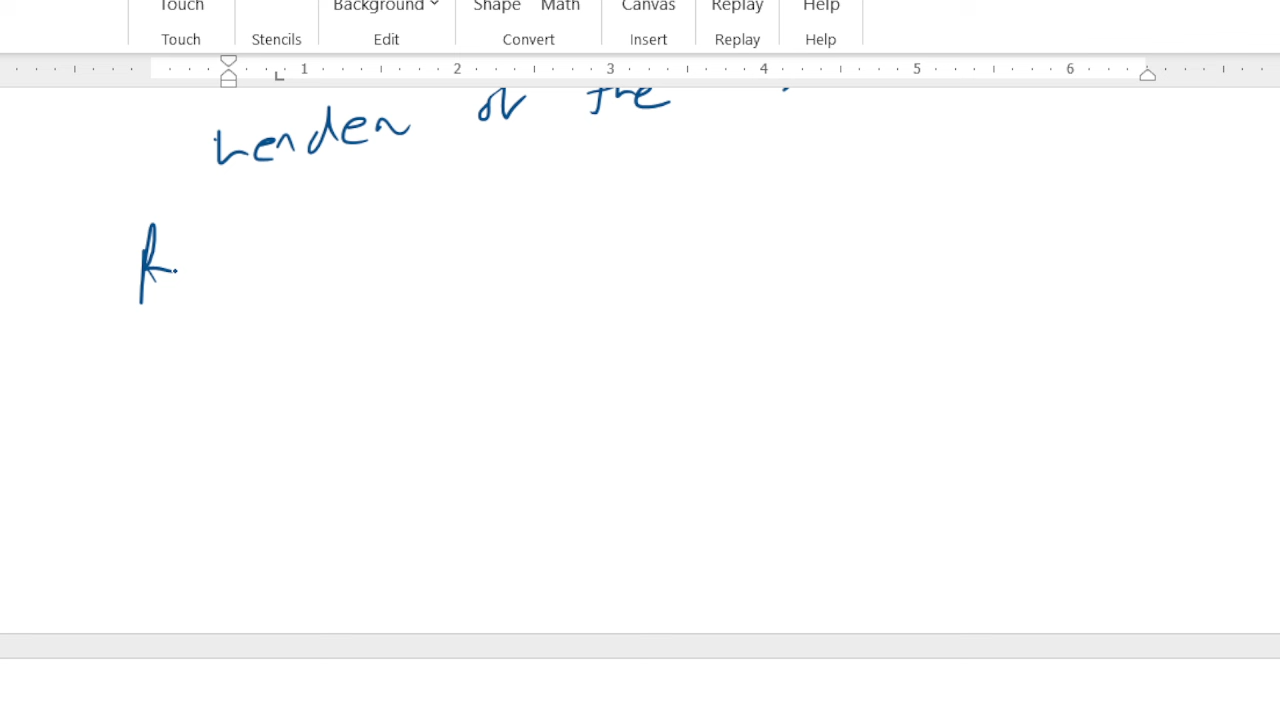 Touch Background Shape Math Canvas Replay Help
Touch Stencils Edit Convert Insert Replay Help
1 2 3 4 5 6
of the